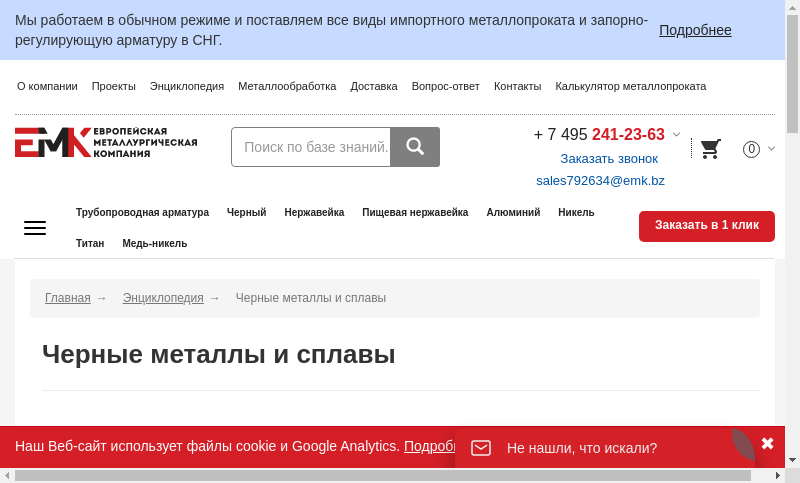 Мы работаем в обычном режиме и поставляем все виды импортного металлопроката и запорно-
регулирующую арматуру в СНГ.
Подробнее
О компании Проекты Энциклопедия Металлообработка Доставка Вопрос-ответ Контакты Калькулятор металлопроката
ЕМК ЕВРОПЕЙСКАЯ
МЕТАЛЛУРГИЧЕСКАЯ
КОМПАНИЯ
Поиск по базе знаний.
+ 7 495 241-23-63
Заказать звонок
sales792634@emk.bz
0
Трубопроводная арматура Черный Нержавейка Пищевая нержавейка Алюминий Никель
Титан Медь-никель
Заказать в 1 клик
Главная → Энциклопедия → Черные металлы и сплавы
Черные металлы и сплавы
Наш Веб-сайт использует файлы cookie и Google Analytics.
Не нашли, что искали?